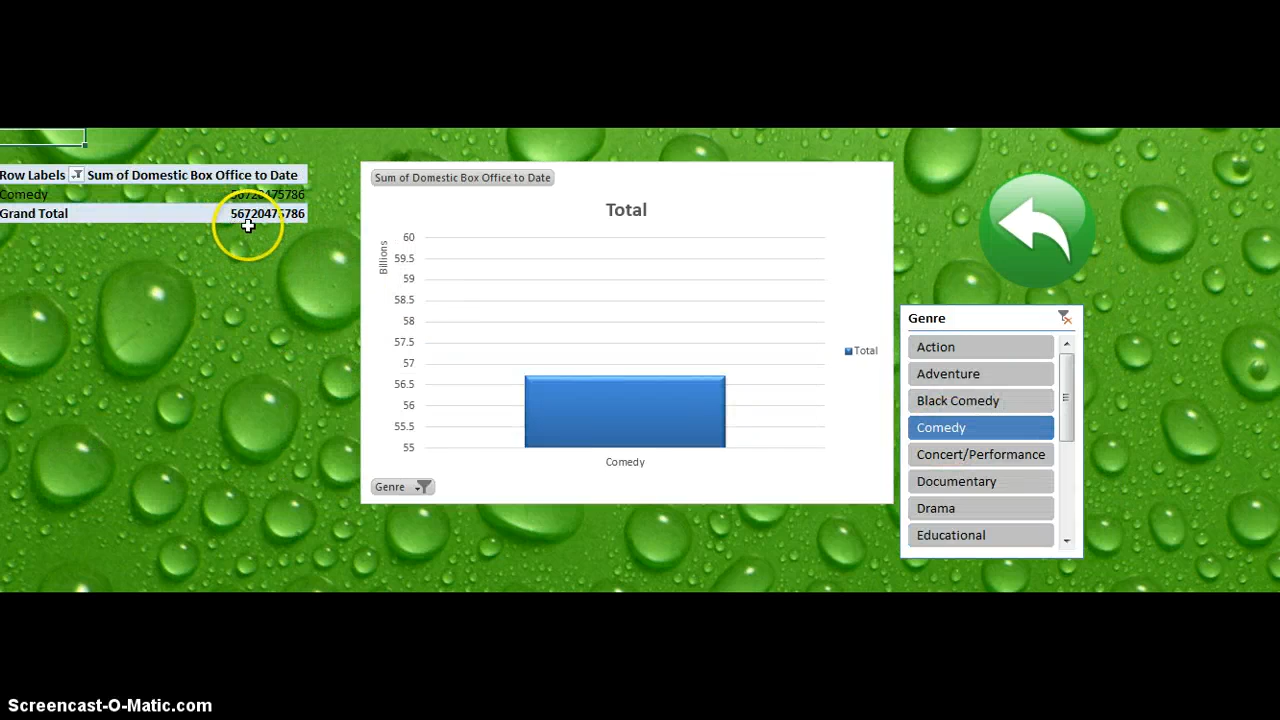 Row Labels Sum of Domestic Box Office to Date
Comedy 56720475786
Grand Total 56720475786
Sum of Domestic Box Office to Date
Total
Billions
60
59.5
59
58.5
58
57.5
57
56.5
56
55.5
55
Comedy
Total
Genre
Genre
Action
Adventure
Black Comedy
Comedy
Concert/Performance
Documentary
Drama
Educational
Screencast-O-Matic.com